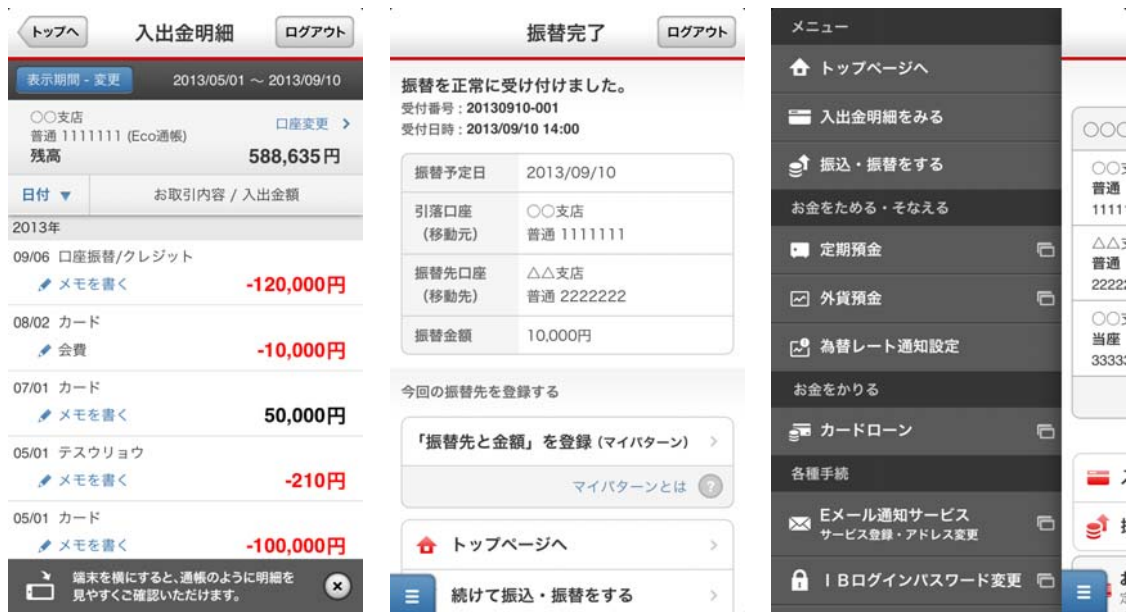 トップへ
入出金明細
ログアウト
表示期間 - 変更
2013/05/01 ～ 2013/09/10
○○支店
普通 1111111 (Eco通帳)
口座変更
残高
588,635円
日付 ▼
お取引内容 / 入出金額
2013年
09/06 口座振替/クレジット
メモを書く
-120,000円
08/02 カード
会費
-10,000円
07/01 カード
メモを書く
50,000円
05/01 テスウリョウ
メモを書く
-210円
05/01 カード
メモを書く
-100,000円
端末を横にすると、通帳のように明細を
見やすくご確認いただけます。
振替完了
ログアウト
振替を正常に受け付けました。
受付番号 : 20130910-001
受付日時 : 2013/09/10 14:00
振替予定日
2013/09/10
引落口座
(移動元)
○○支店
普通 1111111
振替先口座
(移動先)
△△支店
普通 2222222
振替金額
10,000円
今回の振替先を登録する
「振替先と金額」を登録 (マイパターン)
マイパターンとは ?
トップページへ
続けて振込・振替をする
メニュー
トップページへ
入出金明細をみる
振込・振替をする
お金をためる・そなえる
定期預金
外貨預金
為替レート通知設定
お金をかりる
カードローン
各種手続
Eメール通知サービス
サービス登録・アドレス変更
IBログインパスワード変更
○○○
○○支
普通
1111
△△支
普通
2222
○○支
当座
3333